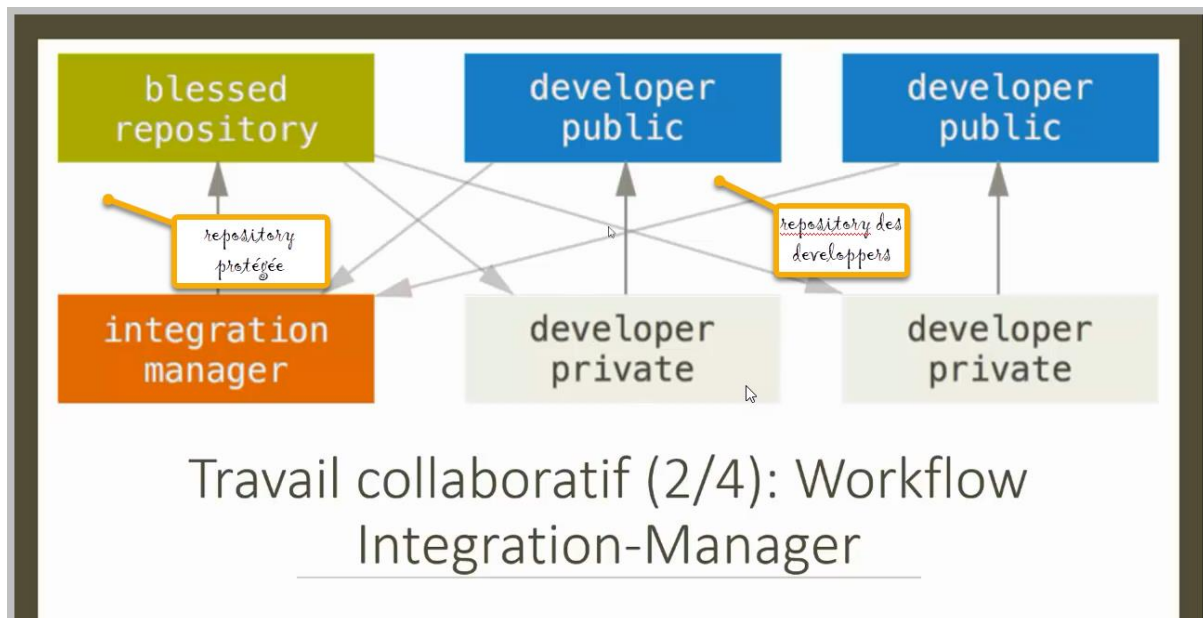 blessed
repository
developer
public
developer
public
repository
protégée
repository des
developpers
integration
manager
developer
private
developer
private
Travail collaboratif (2/4): Workflow
Integration-Manager